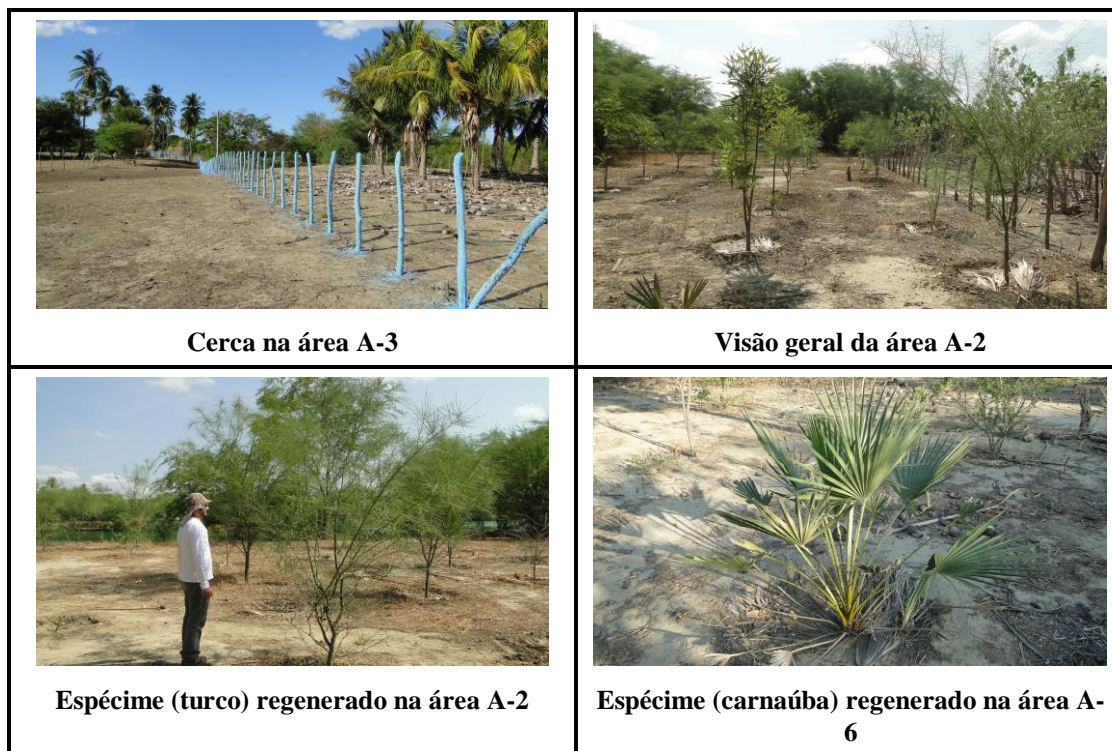 Cerca na área A-3
Visão geral da área A-2
Espécime (turco) regenerado na área A-2
Espécime (carnaúba) regenerado na área A-
6